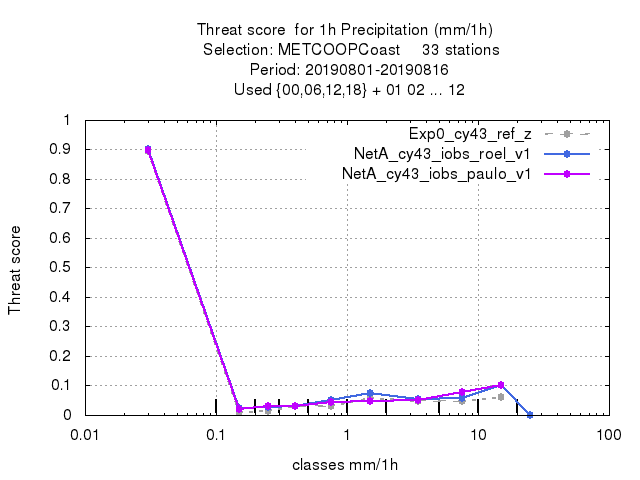 Threat score  for 1h Precipitation (mm/1h)
Selection: METCOOPCoast     33 stations
Period: 20190801-20190816
Used {00,06,12,18} + 01 02 ... 12
Exp0_cy43_ref_z
NetA_cy43_iobs_roel_v1
NetA_cy43_iobs_paulo_v1
Threat score
1
0.9
0.8
0.7
0.6
0.5
0.4
0.3
0.2
0.1
0
0.01 0.1 1 10 100
classes mm/1h